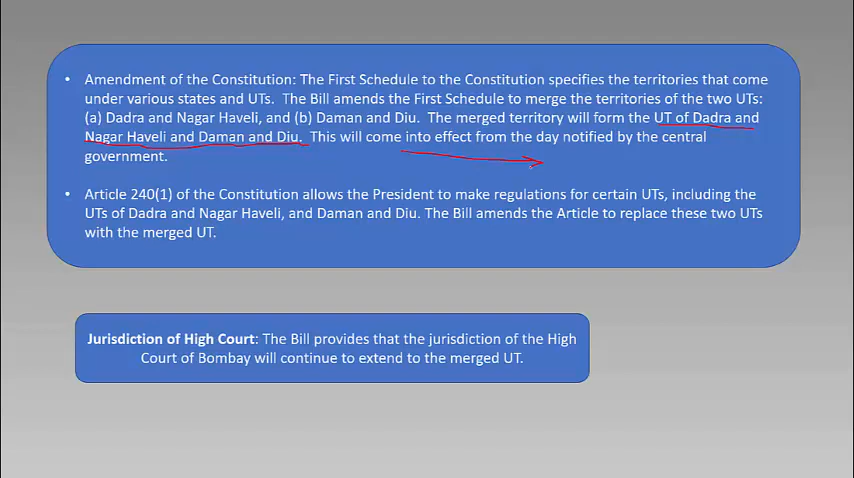 • Amendment of the Constitution: The First Schedule to the Constitution specifies the territories that come
under various states and UTs. The Bill amends the First Schedule to merge the territories of the two UTs:
(a) Dadra and Nagar Haveli, and (b) Daman and Diu. The merged territory will form the UT of Dadra and
Nagar Haveli and Daman and Diu. This will come into effect from the day notified by the central
government.
• Article 240(1) of the Constitution allows the President to make regulations for certain UTs, including the
UTs of Dadra and Nagar Haveli, and Daman and Diu. The Bill amends the Article to replace these two UTs
with the merged UT.
Jurisdiction of High Court: The Bill provides that the jurisdiction of the High
Court of Bombay will continue to extend to the merged UT.